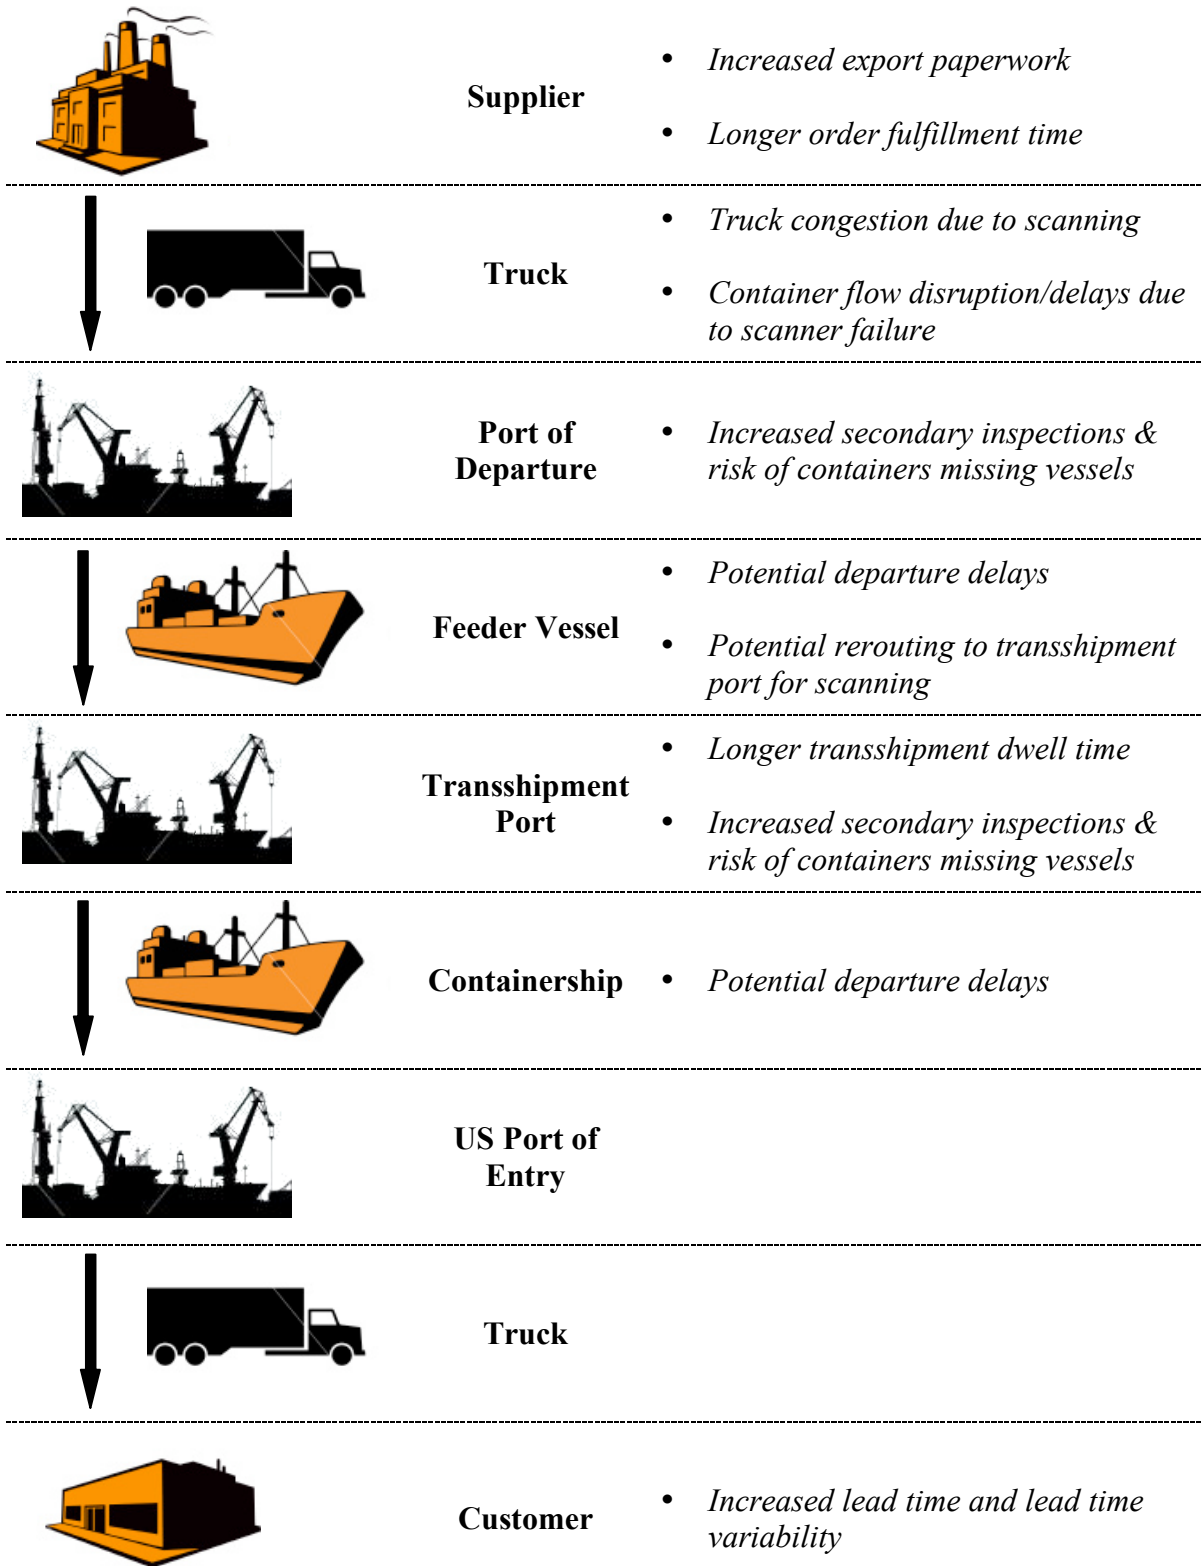 Supplier
• Increased export paperwork
• Longer order fulfillment time
Truck
• Truck congestion due to scanning
• Container flow disruption/delays due
to scanner failure
Port of
Departure
• Increased secondary inspections &
risk of containers missing vessels
Feeder Vessel
• Potential departure delays
• Potential rerouting to transshipment
port for scanning
Transshipment
Port
• Longer transshipment dwell time
• Increased secondary inspections &
risk of containers missing vessels
Containership
• Potential departure delays
US Port of
Entry
Truck
Customer
• Increased lead time and lead time
variability